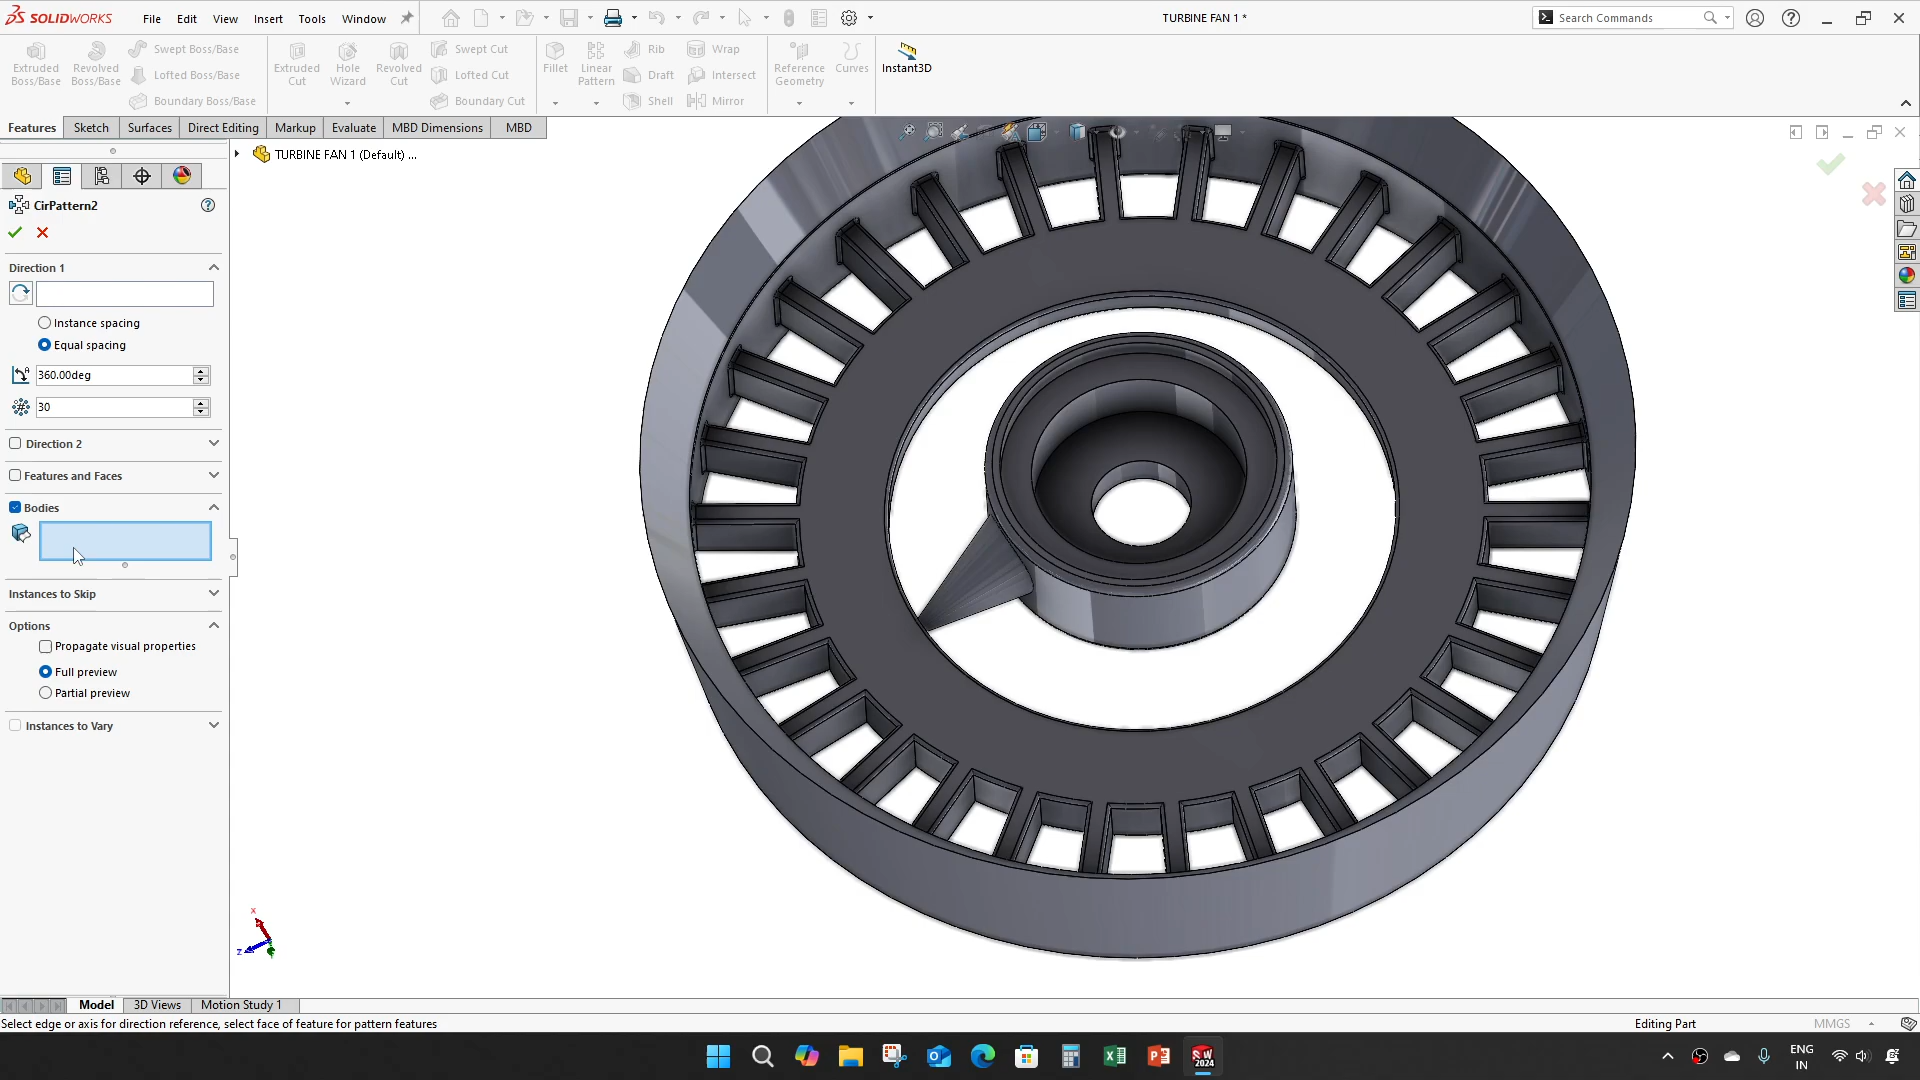 SOLIDWORKS File Edit View Insert Tools Window TURBINE FAN 1 * Search Commands
Extruded Boss/Base
Revolved Boss/Base
Swept Boss/Base
Lofted Boss/Base
Boundary Boss/Base
Extruded Cut
Hole Wizard
Revolved Cut
Swept Cut
Lofted Cut
Boundary Cut
Fillet
Linear Pattern
Rib
Draft
Shell
Wrap
Intersect
Mirror
Reference Geometry
Curves
Instant3D
Features Sketch Surfaces Direct Editing Markup Evaluate MBD Dimensions MBD
TURBINE FAN 1 (Default) ...
CirPattern2
Direction 1
Instance spacing
Equal spacing
360.00deg
30
Direction 2
Features and Faces
Bodies
Instances to Skip
Options
Propagate visual properties
Full preview
Partial preview
Instances to Vary
X
Z
Model 3D Views Motion Study 1
Select edge or axis for direction reference, select face of feature for pattern features Editing Part MMGS
SW 2024
ENG
IN